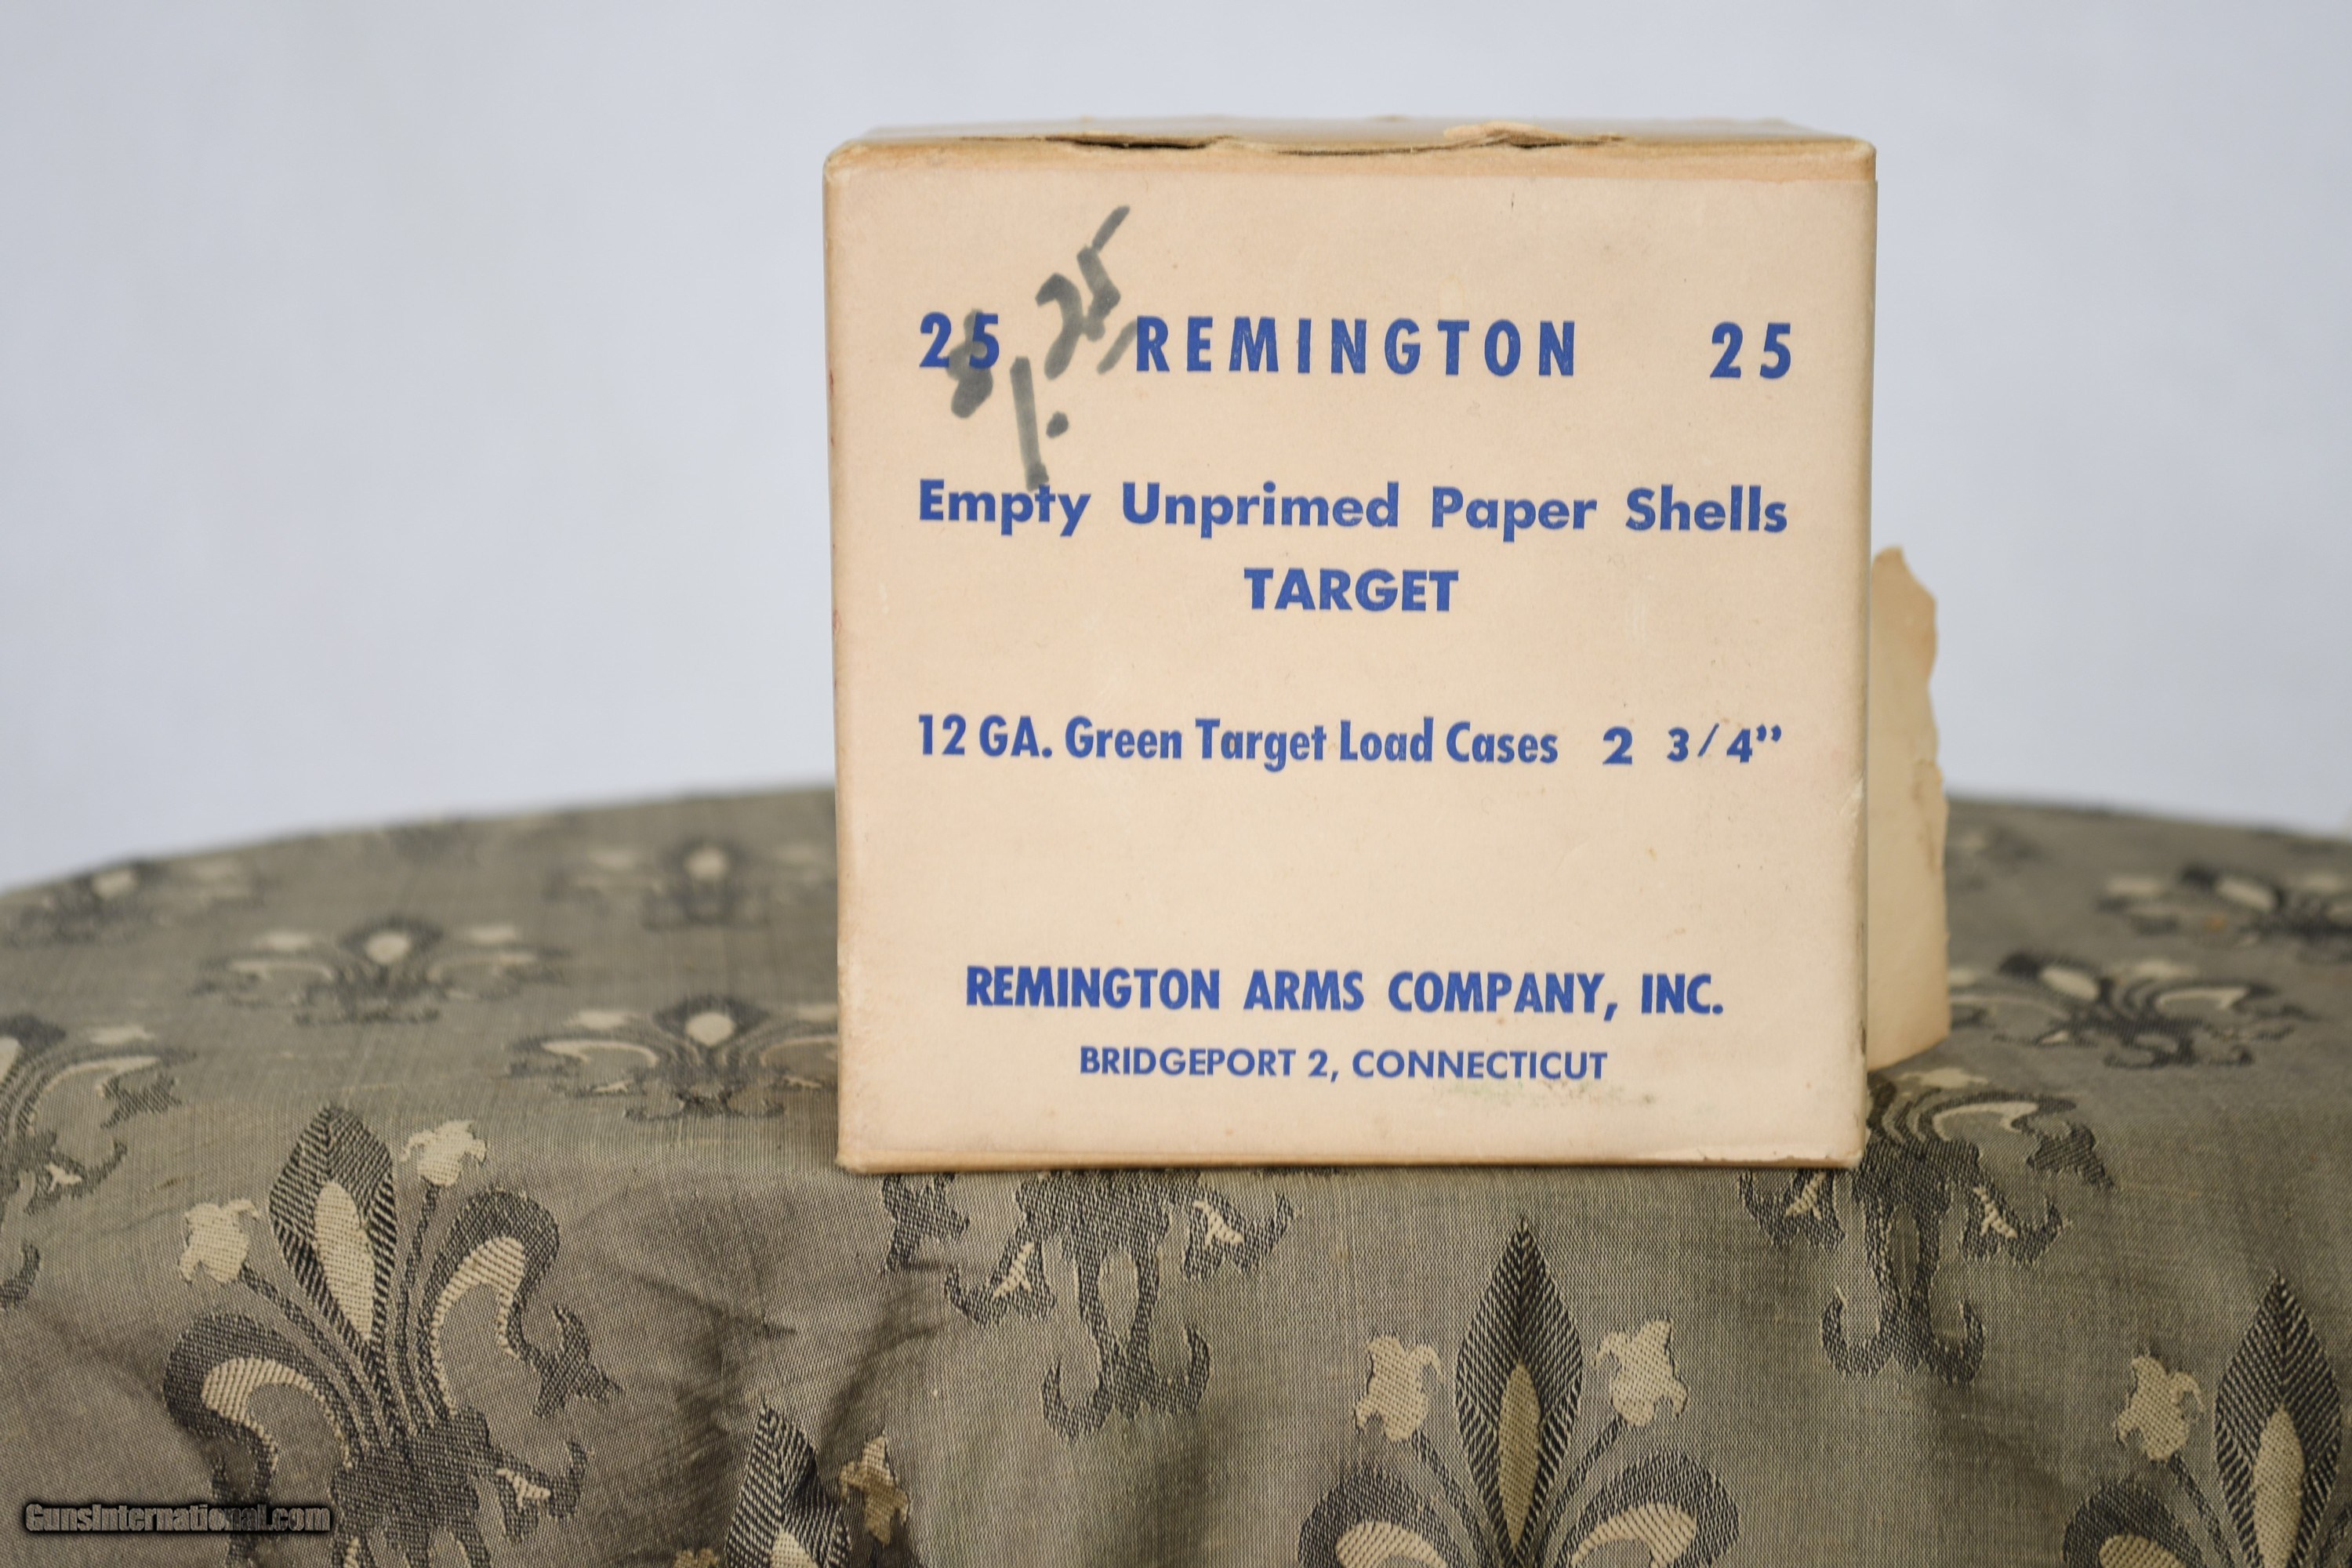 1.25
25 REMINGTON 25
Empty Unprimed Paper Shells
TARGET
12 GA. Green Target Load Cases 2 3/4”
REMINGTON ARMS COMPANY, INC.
BRIDGEPORT 2, CONNECTICUT
GunsInternational.com